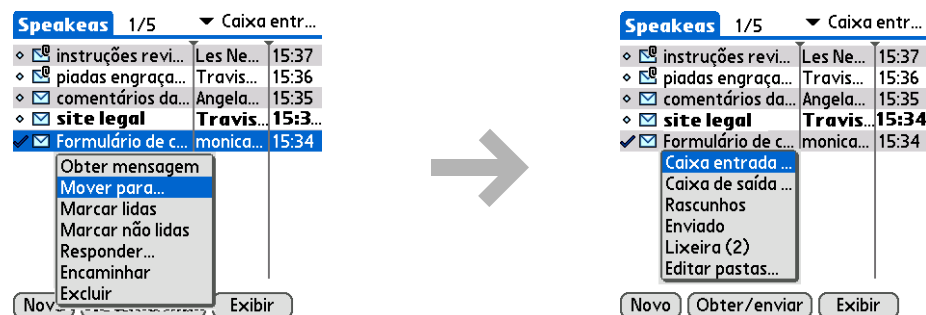 Speakeas 1/5 Caixa entr...
instruções revi... Les Ne... 15:37
piadas engraça... Travis... 15:36
comentários da... Angela... 15:35
site legal Travis... 15:3...
Formulário de c... monica... 15:34
Obter mensagem
Mover para...
Marcar lidas
Marcar não lidas
Responder...
Encaminhar
Excluir
Exibir
Speakeas 1/5 Caixa entr...
instruções revi... Les Ne... 15:37
piadas engraça... Travis... 15:36
comentários da... Angela... 15:35
site legal Travis... 15:34
Formulário de c... monica... 15:34
Caixa entrada ...
Caixa de saída ...
Rascunhos
Enviado
Lixeira (2)
Editar pastas...
Novo Obter/enviar Exibir